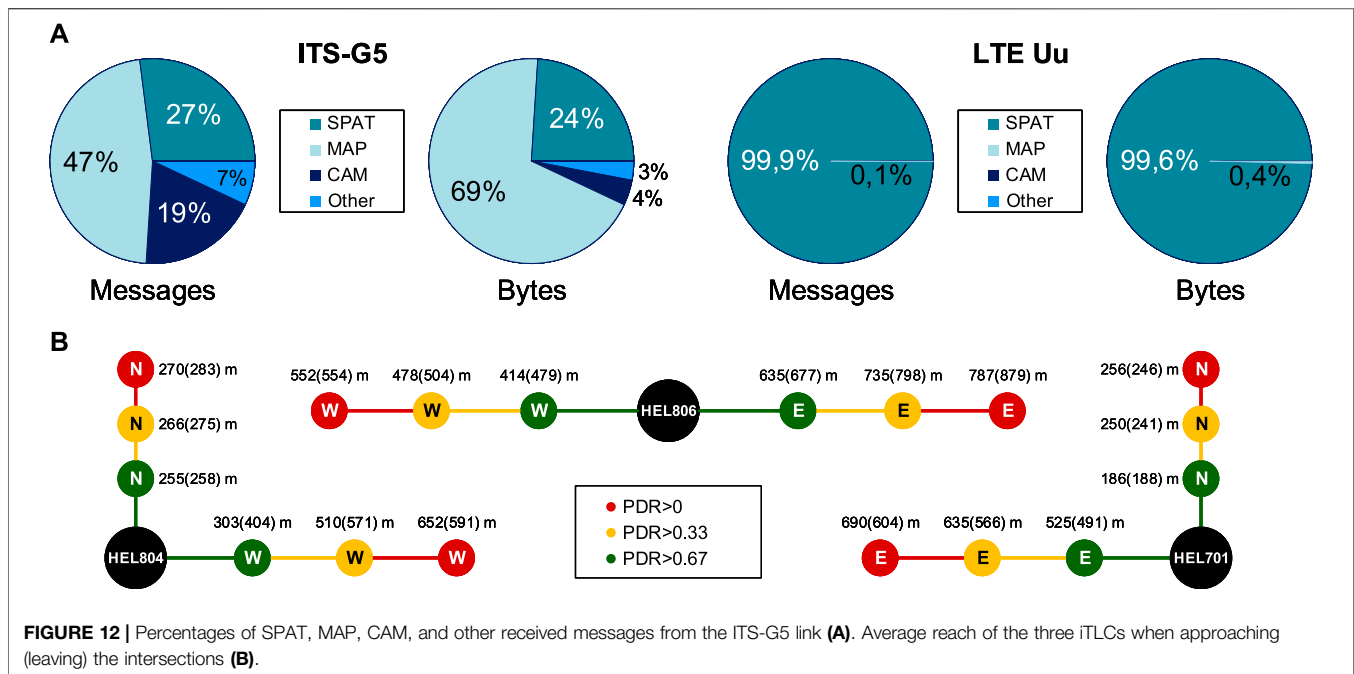 A
ITS-G5
LTE Uu
27%
47%
7%
19%
Messages
SPAT
MAP
CAM
Other
24%
3%
4%
69%
Bytes
99,9%
0,1%
Messages
SPAT
MAP
CAM
Other
99,6%
0,4%
Bytes
B
N 270(283) m
N 266(275) m
N 255(258) m
HEL804
303(404) m 510(571) m 652(591) m
W W W
552(554) m 478(504) m 414(479) m
W W W
HEL806
635(677) m 735(798) m 787(879) m
E E E
PDR>0
PDR>0.33
PDR>0.67
256(246) m N
250(241) m N
186(188) m N
690(604) m 635(566) m 525(491) m
E E E
HEL701
FIGURE 12 | Percentages of SPAT, MAP, CAM, and other received messages from the ITS-G5 link (A). Average reach of the three iTLCs when approaching
(leaving) the intersections (B).